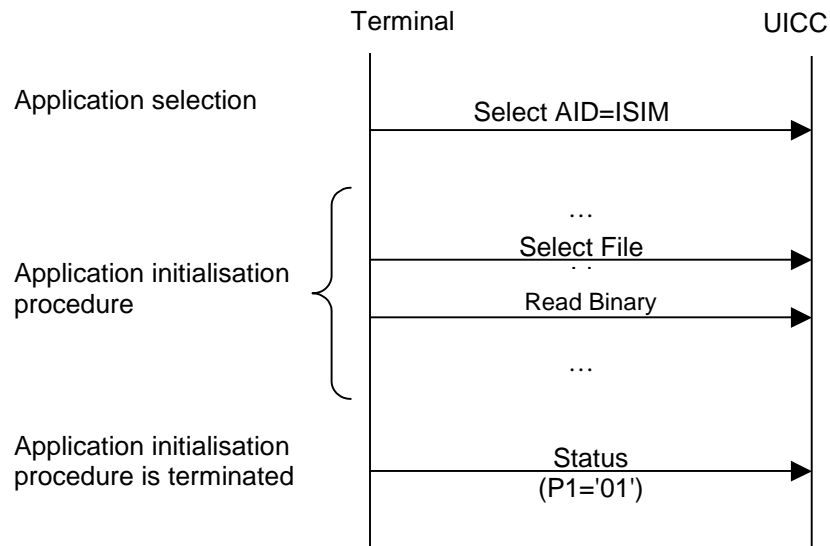 Terminal UICC
Application selection
Select AID=ISIM
...
Select File
. .
Application initialisation
procedure
Read Binary
...
Application initialisation
procedure is terminated
Status
(P1='01')